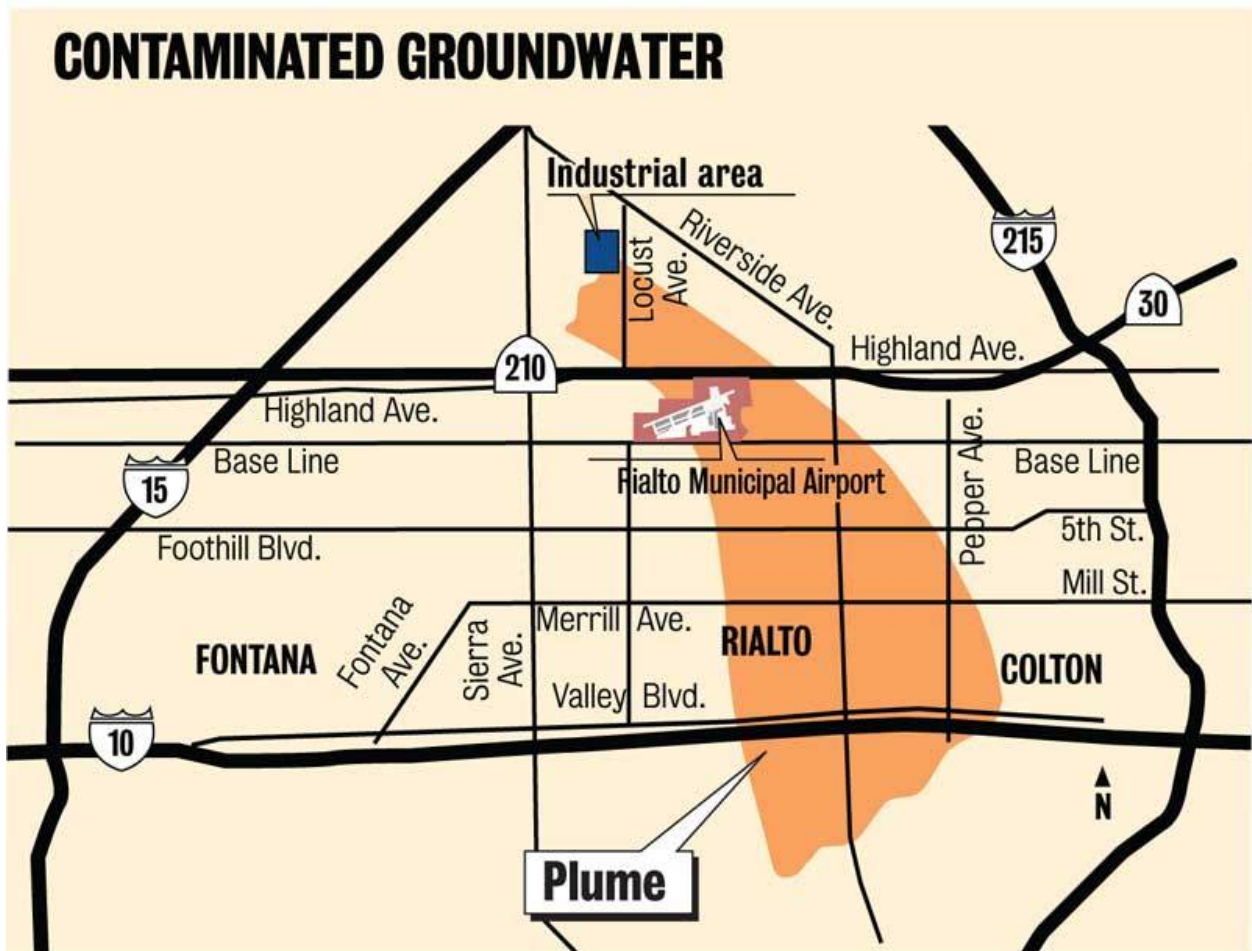 CONTAMINATED GROUNDWATER
Industrial area
Locust
Ave.
Riverside Ave.
215
30
210
Highland Ave.
Highland Ave.
Base Line
15
Rialto Municipal Airport
Pepper Ave.
Base Line
Foothill Blvd.
5th St.
Mill St.
Fontana
Ave.
Sierra
Ave.
Merrill Ave.
FONTANA
RIALTO
COLTON
Valley Blvd.
10
N
Plume